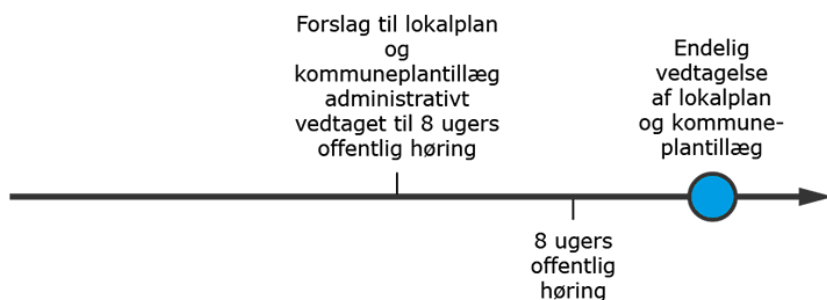 Forslag til lokalplan
og
kommuneplantillæg
administrativt
vedtaget til 8 ugers
offentlig høring
Endelig
vedtagelse
af lokalplan
og kommune-
plantillæg
8 ugers
offentlig
høring